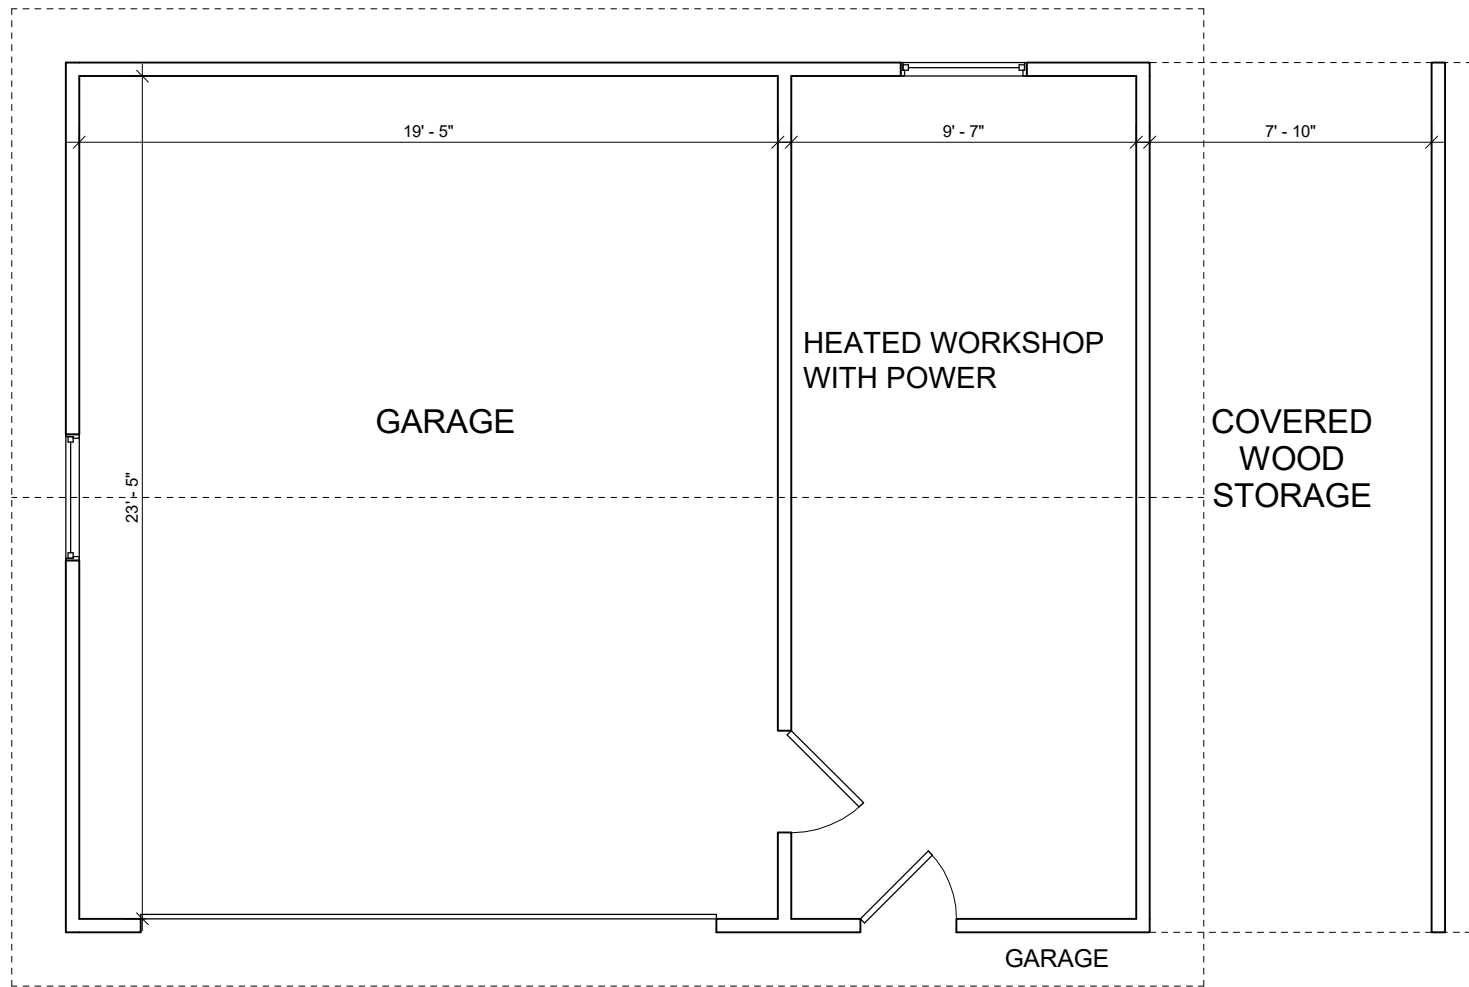 19' - 5"
9' - 7"
7' - 10"
HEATED WORKSHOP
WITH POWER
GARAGE
COVERED
WOOD
STORAGE
23' - 5"
GARAGE